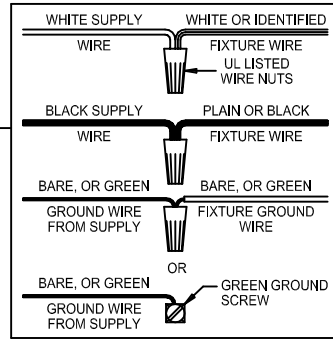 WHITE SUPPLY
WIRE
WHITE OR IDENTIFIED
FIXTURE WIRE
UL LISTED
WIRE NUTS
BLACK SUPPLY
WIRE
PLAIN OR BLACK
FIXTURE WIRE
BARE, OR GREEN
GROUND WIRE
FROM SUPPLY
BARE, OR GREEN
FIXTURE GROUND
WIRE
OR
BARE, OR GREEN
GROUND WIRE
FROM SUPPLY
GREEN GROUND
SCREW